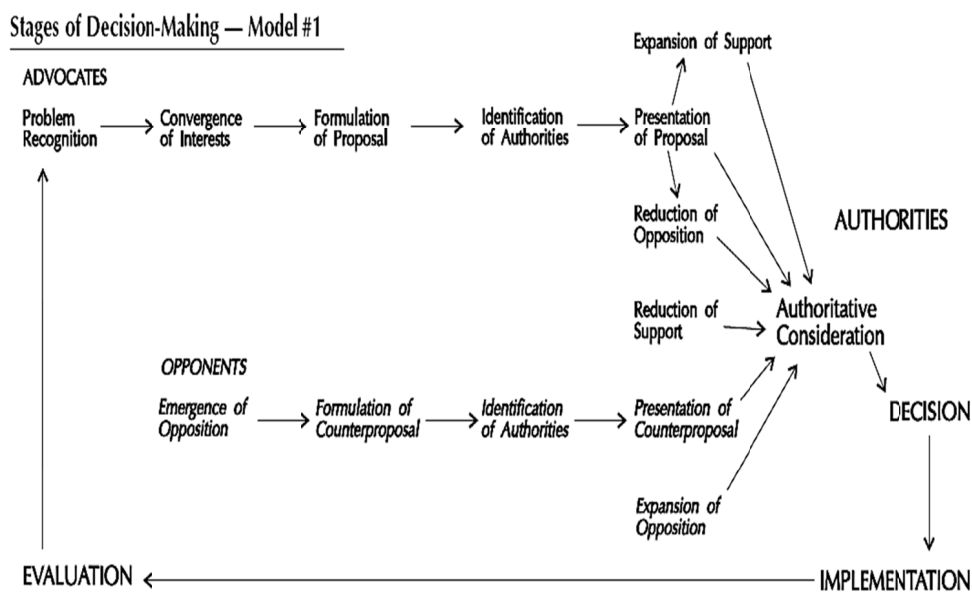 Stages of Decision-Making — Model #1
ADVOCATES
Problem
Recognition
Convergence
of Interests
Formulation
of Proposal
Identification
of Authorities
Presentation
of Proposal
Expansion of Support
Reduction of
Opposition
AUTHORITIES
Reduction of
Support
Authoritative
Consideration
OPPONENTS
Emergence of
Opposition
Formulation of
Counterproposal
Identification
of Authorities
Presentation of
Counterproposal
Expansion of
Opposition
DECISION
IMPLEMENTATION
EVALUATION